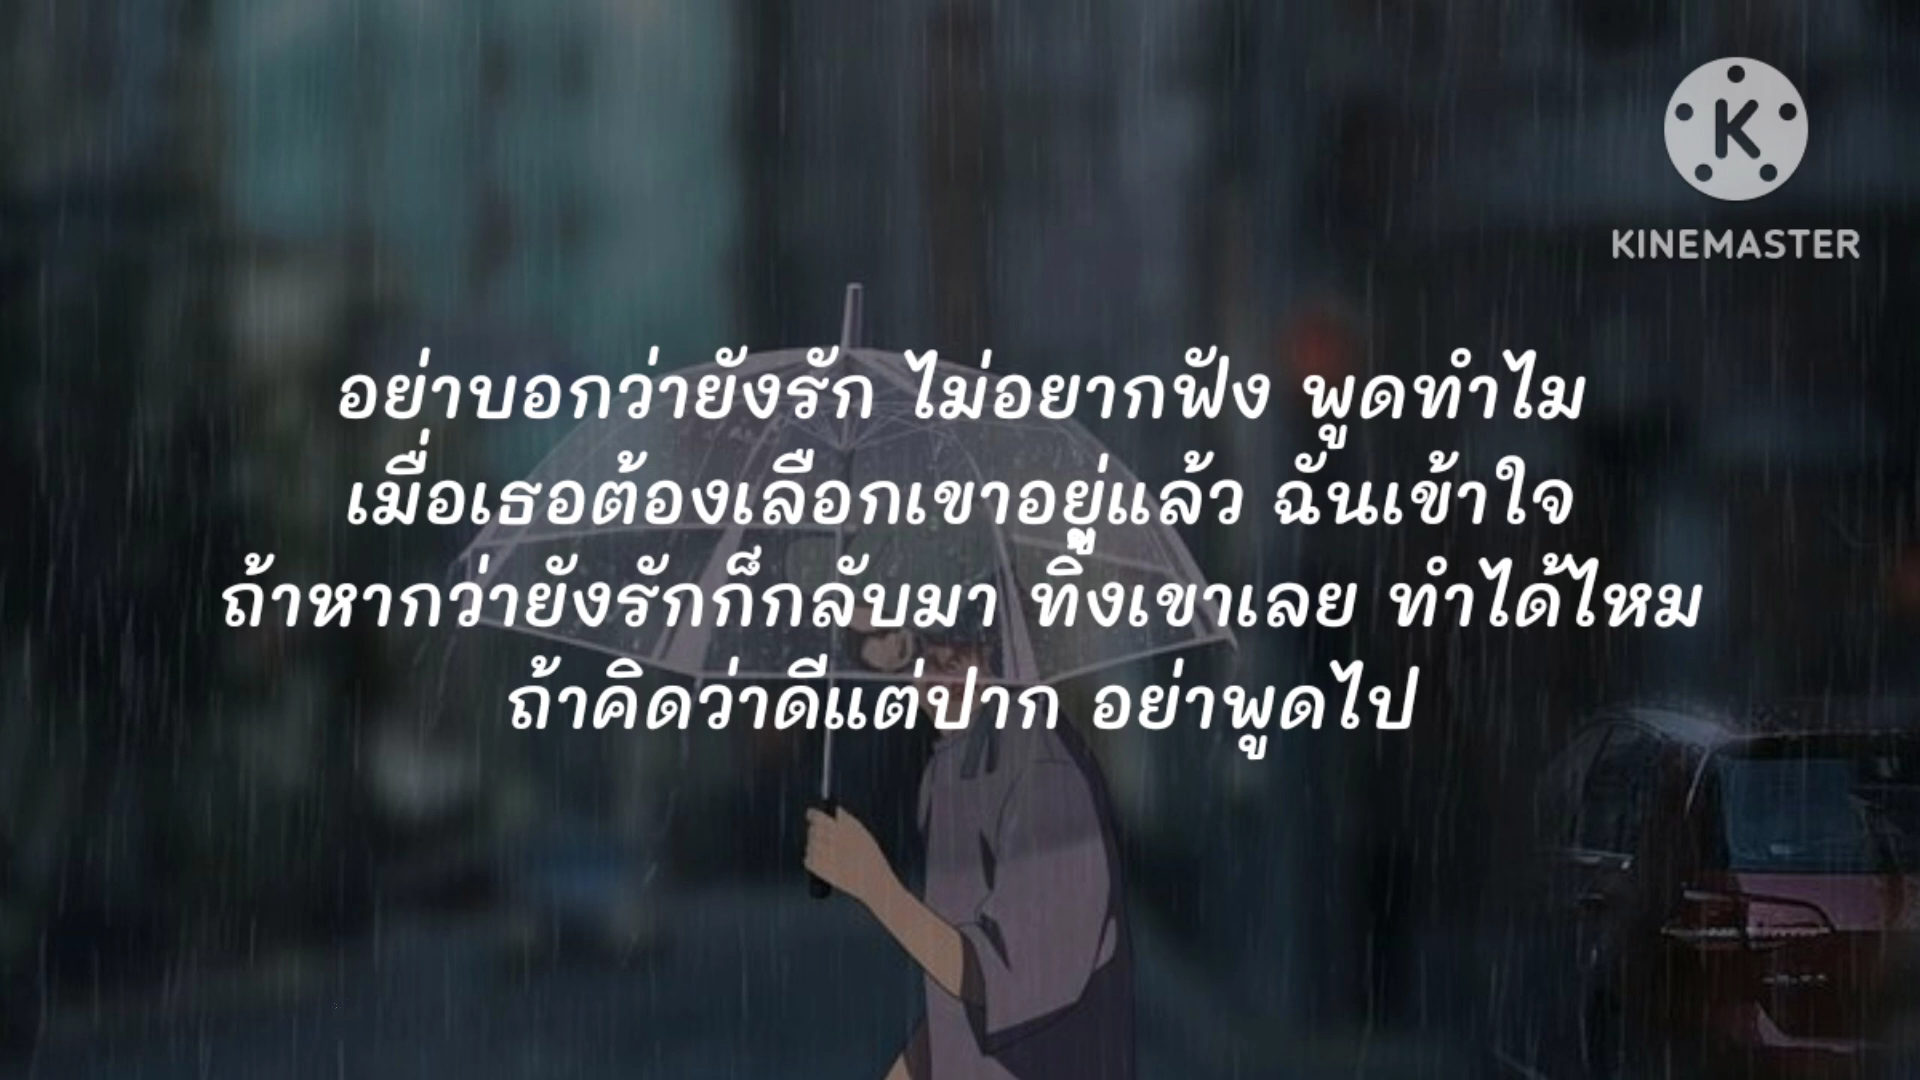 KINEMASTER
อย่าบอกว่ายังรัก ไม่อยากฟัง พูดทำไม
เมื่อเธอต้องเลือกเขาอยู่แล้ว ฉันเข้าใจ
ถ้าหากว่ายังรักก็กลับมา ทิ้งเขาเลย ทำได้ไหม
ถ้าคิดว่าดีแต่ปาก อย่าพูดไป